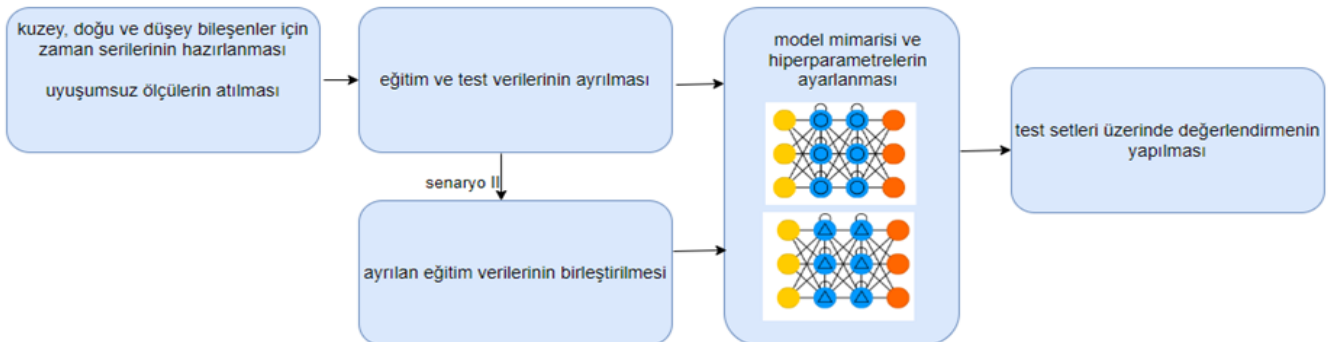 kuzey, doğu ve düşey bileşenler için
zaman serilerinin hazırlanması
uyuşumsuz ölçülerin atılması
eğitim ve test verilerinin ayrılması
senaryo II
ayrılan eğitim verilerinin birleştirilmesi
model mimarisi ve
hiperparametrelerin
ayarlanması
test setleri üzerinde değerlendirmenin
yapılması